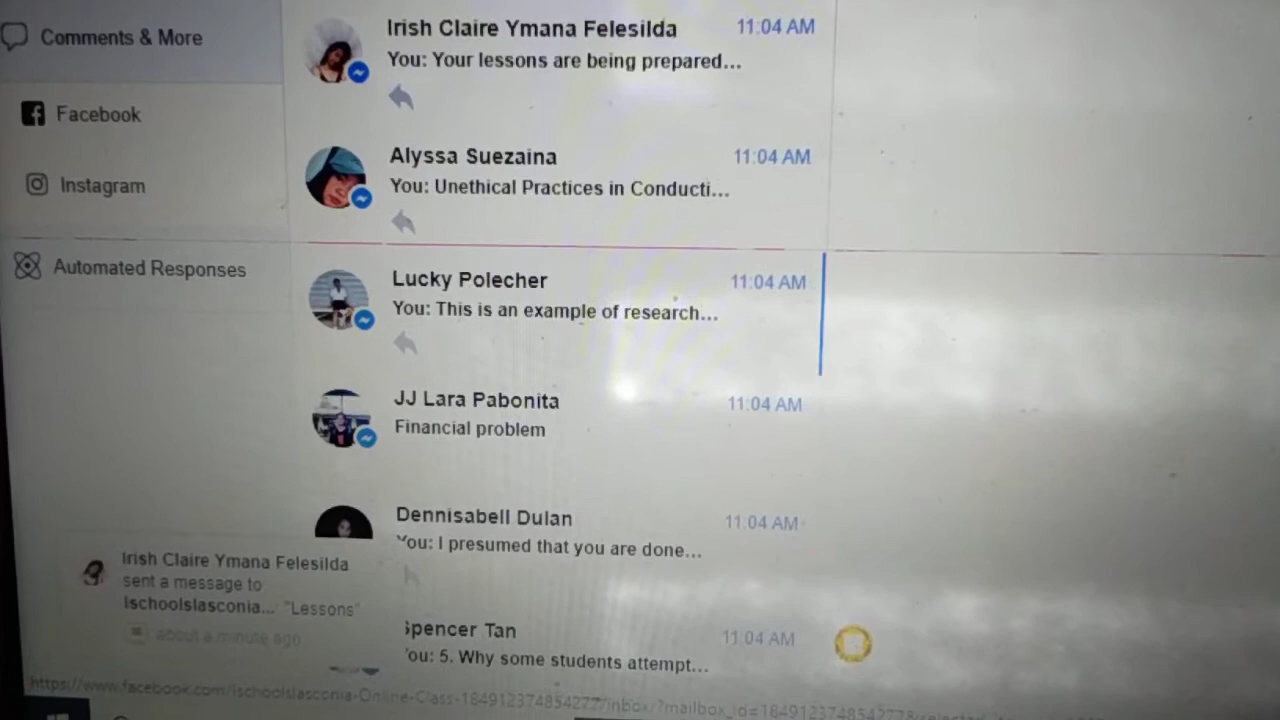 Comments & More
Facebook
Instagram
Automated Responses
Irish Claire Ymana Felesilda 11:04 AM
You: Your lessons are being prepared...
Alyssa Suezaina 11:04 AM
You: Unethical Practices in Conducti...
Lucky Polecher 11:04 AM
You: This is an example of research...
JJ Lara Pabonita 11:04 AM
Financial problem
Dennisabell Dulan 11:04 AM
You: I presumed that you are done...
Spencer Tan 11:04 AM
You: 5. Why some students attempt...
Irish Claire Ymana Felesilda
sent a message to
Ischoolslasconia... "Lessons"
about a minute ago